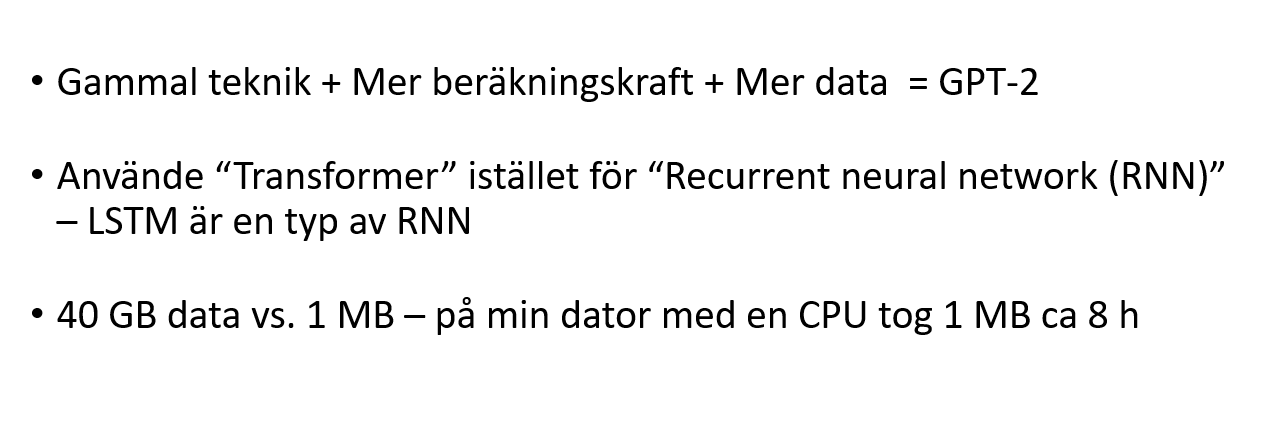 • Gammal teknik + Mer beräkningskraft + Mer data  = GPT-2
• Använde “Transformer” istället för “Recurrent neural network (RNN)”
– LSTM är en typ av RNN
• 40 GB data vs. 1 MB – på min dator med en CPU tog 1 MB ca 8 h